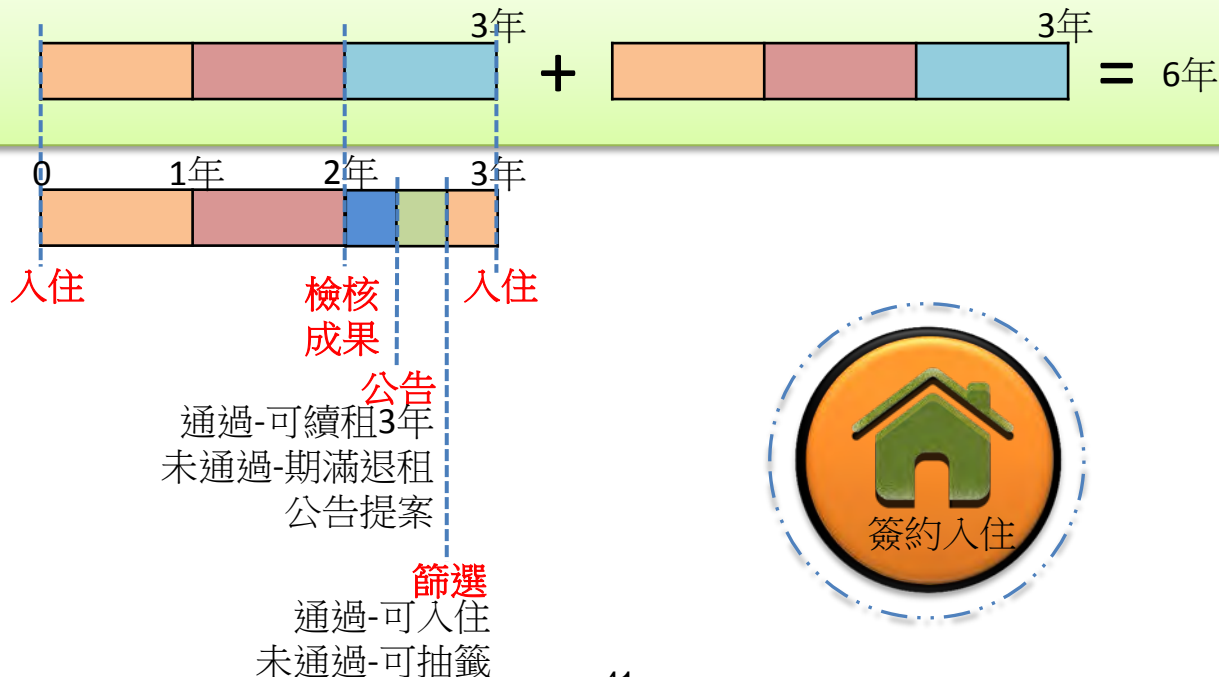 3年
3年
+
= 6年
0
1年
2年
3年
入住
檢核
成果
入住
公告
通過-可續租3年
未通過-期滿退租
公告提案
篩選
通過-可入住
未通過-可抽籤
簽約入住